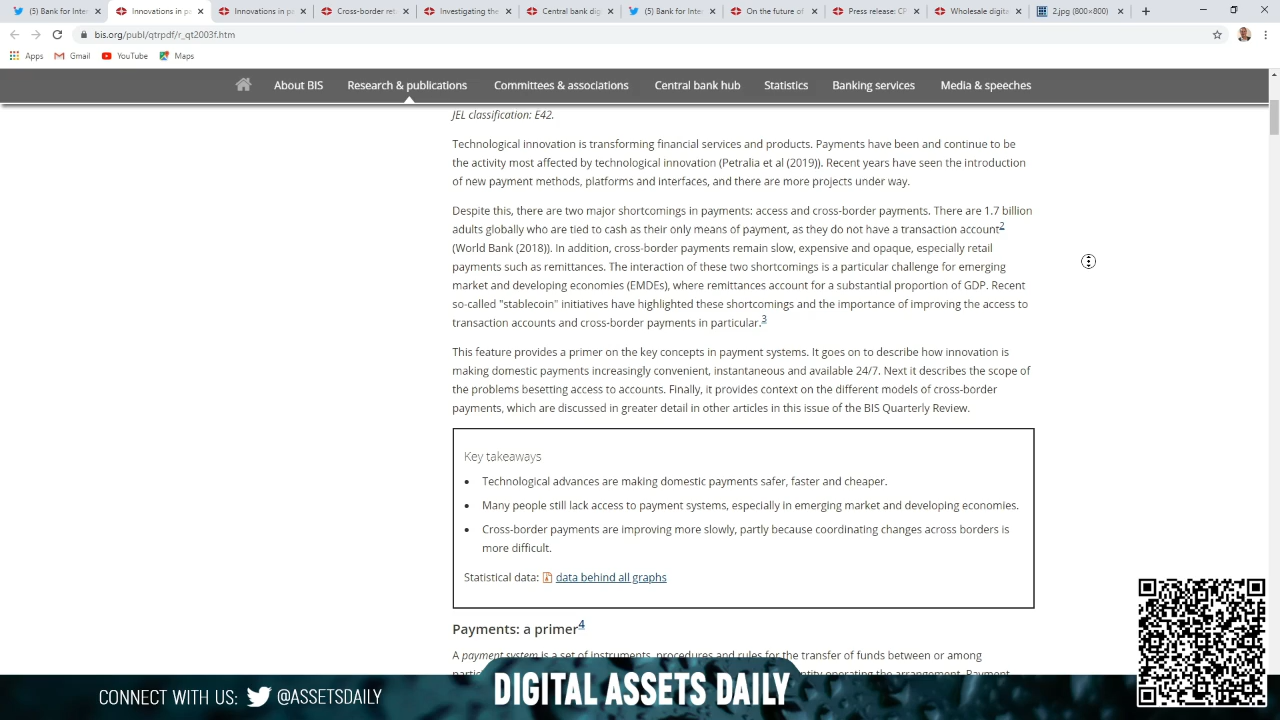 (5) Bank for Inte
Innovations in pa
Innovations in pa
Cross-border ret
Investigating the
Central bank digi
(5) Bank for Inte
On the future of
Press release: CP
Wholesale digita
2.jpg (800×800)
bis.org/publ/qtrpdf/r_qt2003f.htm
Apps Gmail YouTube Maps
About BIS Research & publications Committees & associations Central bank hub Statistics Banking services Media & speeches
JEL classification: E42.
Technological innovation is transforming financial services and products. Payments have been and continue to be
the activity most affected by technological innovation (Petralia et al (2019)). Recent years have seen the introduction
of new payment methods, platforms and interfaces, and there are more projects under way.
Despite this, there are two major shortcomings in payments: access and cross-border payments. There are 1.7 billion
adults globally who are tied to cash as their only means of payment, as they do not have a transaction account2
(World Bank (2018)). In addition, cross-border payments remain slow, expensive and opaque, especially retail
payments such as remittances. The interaction of these two shortcomings is a particular challenge for emerging
market and developing economies (EMDEs), where remittances account for a substantial proportion of GDP. Recent
so-called "stablecoin" initiatives have highlighted these shortcomings and the importance of improving the access to
transaction accounts and cross-border payments in particular.3
This feature provides a primer on the key concepts in payment systems. It goes on to describe how innovation is
making domestic payments increasingly convenient, instantaneous and available 24/7. Next it describes the scope of
the problems besetting access to accounts. Finally, it provides context on the different models of cross-border
payments, which are discussed in greater detail in other articles in this issue of the BIS Quarterly Review.
Key takeaways
• Technological advances are making domestic payments safer, faster and cheaper.
• Many people still lack access to payment systems, especially in emerging market and developing economies.
• Cross-border payments are improving more slowly, partly because coordinating changes across borders is
more difficult.
Statistical data: data behind all graphs
Payments: a primer4
A payment system is a set of instruments, procedures and rules for the transfer of funds between or among
CONNECT WITH US: @ASSETSDAILY
DIGITAL ASSETS DAILY